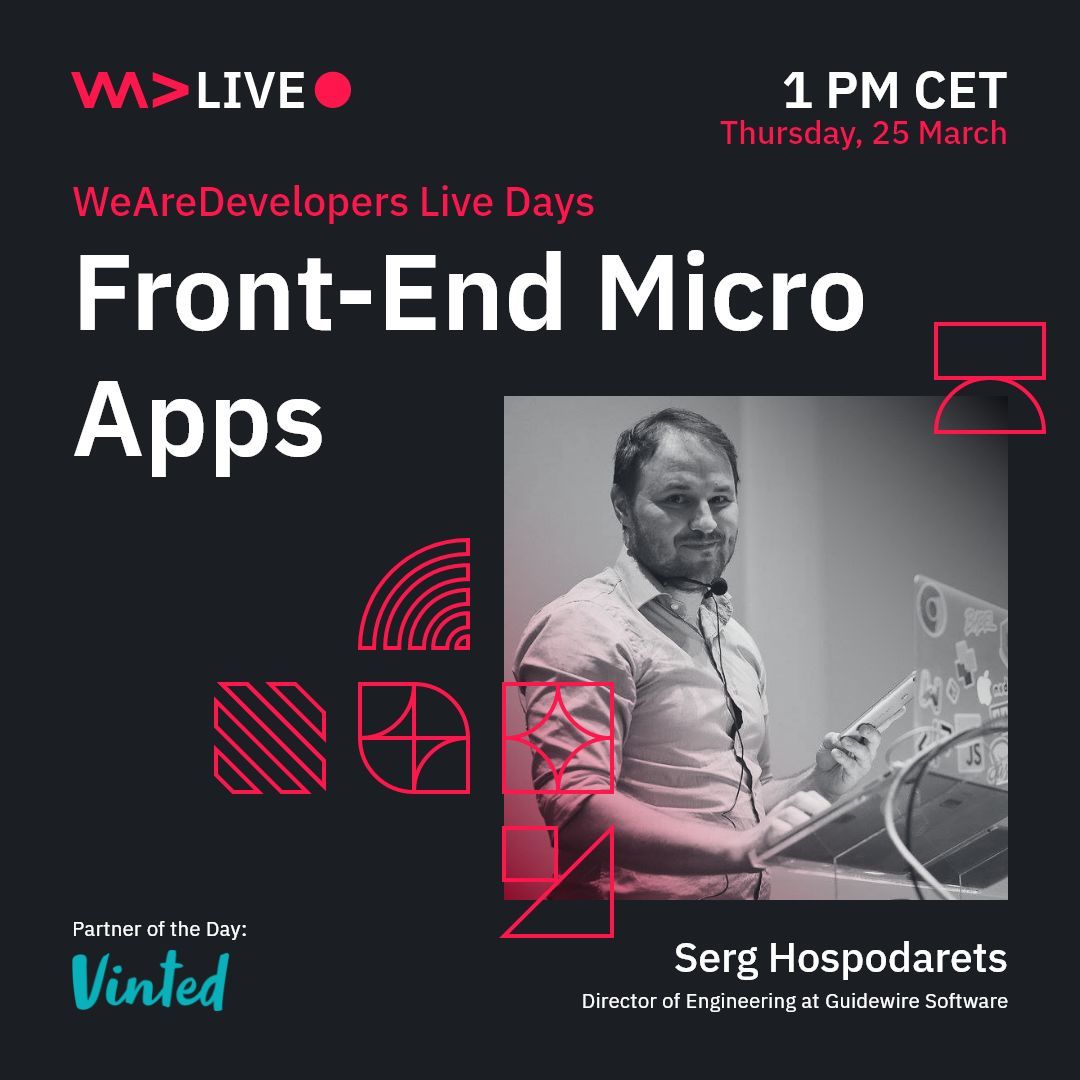 WA> LIVE
1 PM CET
Thursday, 25 March
WeAreDevelopers Live Days
Front-End Micro
Apps
JS
Partner of the Day:
Vinted
Serg Hospodarets
Director of Engineering at Guidewire Software